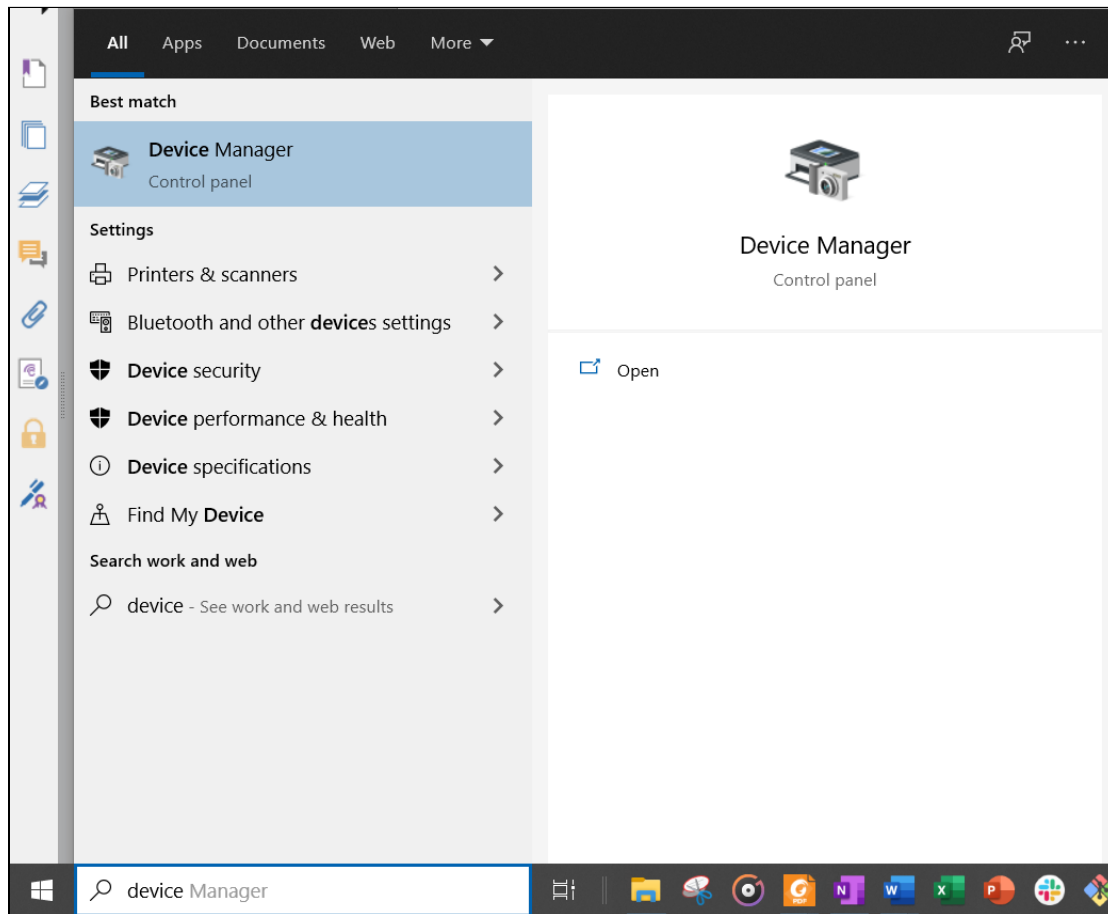 All Apps Documents Web More
Best match
Device Manager
Control panel
Settings
Printers & scanners
Bluetooth and other devices settings
Device security
Device performance & health
Device specifications
Find My Device
Search work and web
device - See work and web results
Device Manager
Control panel
Open
device Manager
PDF N W X P